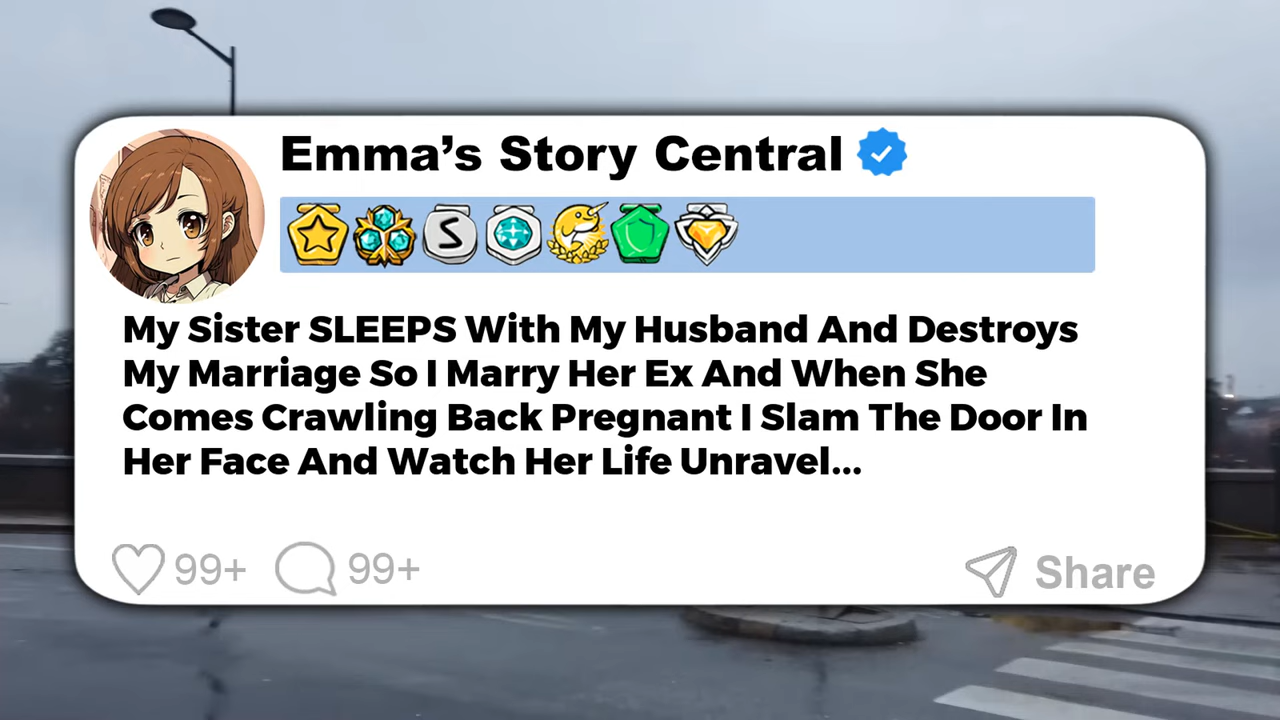 Emma’s Story Central
S
My Sister SLEEPS With My Husband And Destroys
My Marriage So I Marry Her Ex And When She
Comes Crawling Back Pregnant I Slam The Door In
Her Face And Watch Her Life Unravel...
99+ 99+ Share